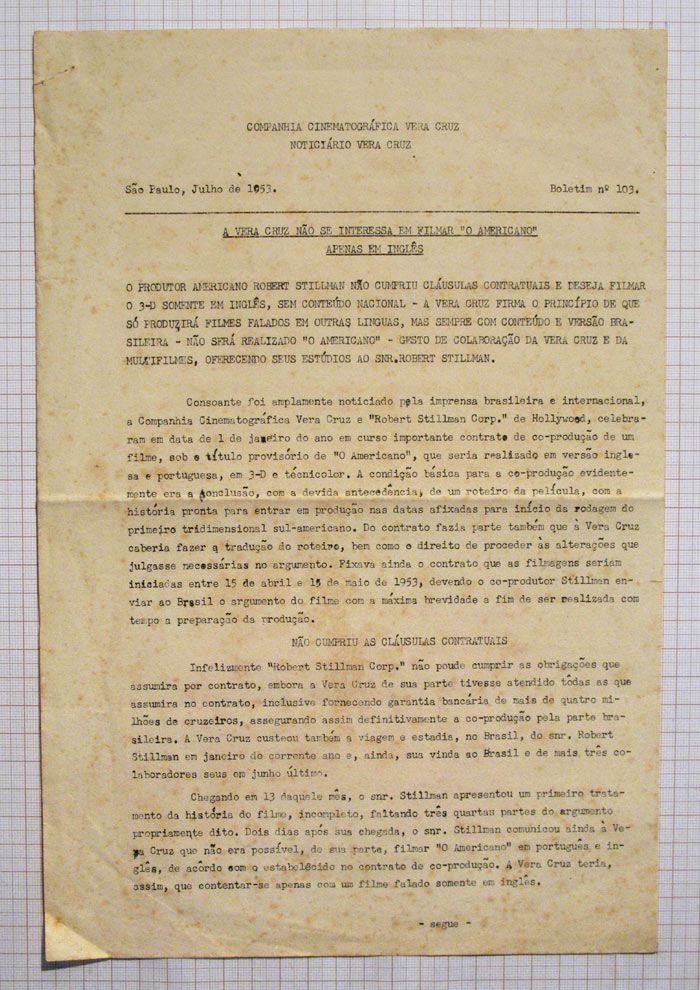 COMPANHIA CINEMATOGRÁFICA VERA CRUZ
NOTICIÁRIO VERA CRUZ
São Paulo, Julho de 1953.
Boletim nº 103.
A VERA CRUZ NÃO SE INTERESSA EM FILMAR "O AMERICANO"
APENAS EM INGLÊS
O PRODUTOR AMERICANO ROBERT STILLMAN NÃO CUMPRIU CLÁUSULAS CONTRATUAIS E DESEJA FILMAR
O 3-D SOMENTE EM INGLÊS, SEM CONTEÚDO NACIONAL - A VERA CRUZ FIRMA O PRINCÍPIO DE QUE
SÓ PRODUZIRÁ FILMES FALADOS EM OUTRAS LINGUAS, MAS SEMPRE COM CONTEÚDO E VERSÃO BRA-
SILEIRA - NÃO SERÁ REALIZADO "O AMERICANO" - GESTO DE COLABORAÇÃO DA VERA CRUZ E DA
MULTIFILMES, OFERECENDO SEUS ESTÚDIOS AO SNR.ROBERT STILLMAN.
Consoante foi amplamente noticiado pela imprensa brasileira e internacional,
a Companhia Cinematográfica Vera Cruz e "Robert Stillman Corp." de Hollywood, celebra-
ram em data de 1 de janeiro do ano em curso importante contrato de co-produção de um
filme, sob o título provisório de "O Americano", que seria realizado em versão ingle-
sa e portuguesa, em 3-D e técnicolor. A condição básica para a co-produção evidente-
mente era a conclusão, com a devida antecedência, de um roteiro da película, com a
história pronta para entrar em produção nas datas afixadas para início da rodagem do
primeiro tridimensional sul-americano. Do contrato fazia parte também que à Vera Cruz
caberia fazer a tradução do roteiro, bem como o direito de proceder às alterações que
julgasse necessárias no argumento. Fixava ainda o contrato que as filmagens seriam
iniciadas entre 15 de abril e 15 de maio de 1953, devendo o co-produtor Stillman en-
viar ao Brasil o argumento do filme com a máxima brevidade a fim de ser realizada com
tempo a preparação da produção.
NÃO CUMPRIU AS CLÁUSULAS CONTRATUAIS
Infelizmente "Robert Stillman Corp." não poude cumprir as obrigações que
assumira por contrato, embora a Vera Cruz de sua parte tivesse atendido tôdas as que
assumira no contrato, inclusive fornecendo garantia bancária de mais de quatro mi-
lhões de cruzeiros, assegurando assim definitivamente a co-produção pela parte bra-
sileira. A Vera Cruz custeou também a viagem e estadia, no Brasil, do snr. Robert
Stillman em janeiro do corrente ano e, ainda, sua vinda ao Brasil e de mais três co-
laboradores seus em junho último.
Chegando em 13 daquele mês, o snr. Stillman apresentou um primeiro trata-
mento da história do filme, incompleto, faltando três quartas partes do argumento
propriamente dito. Dois dias após sua chegada, o snr. Stillman comunicou ainda à Ve-
ra Cruz que não era possível, de sua parte, filmar "O Americano" em português e in-
glês, de acôrdo com o estabelecido no contrato de co-produção. A Vera Cruz teria,
assim, que contentar-se apenas com um filme falado somente em inglês.
- segue -